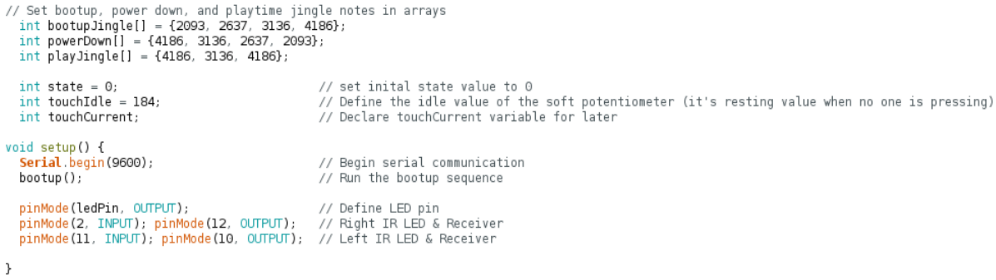 // Set bootup, power down, and playtime jingle notes in arrays
int bootupJingle[] = {2093, 2637, 3136, 4186};
int powerDown[] = {4186, 3136, 2637, 2093};
int playJingle[] = {4186, 3136, 4186};
int state = 0; // set inital state value to 0
int touchIdle = 184; // Define the idle value of the soft potentiometer (it's resting value when no one is pressing)
int touchCurrent; // Declare touchCurrent variable for later
void setup() {
Serial.begin(9600); // Begin serial communication
bootup(); // Run the bootup sequence
pinMode(ledPin, OUTPUT); // Define LED pin
pinMode(2, INPUT); pinMode(12, OUTPUT); // Right IR LED & Receiver
pinMode(11, INPUT); pinMode(10, OUTPUT); // Left IR LED & Receiver
}